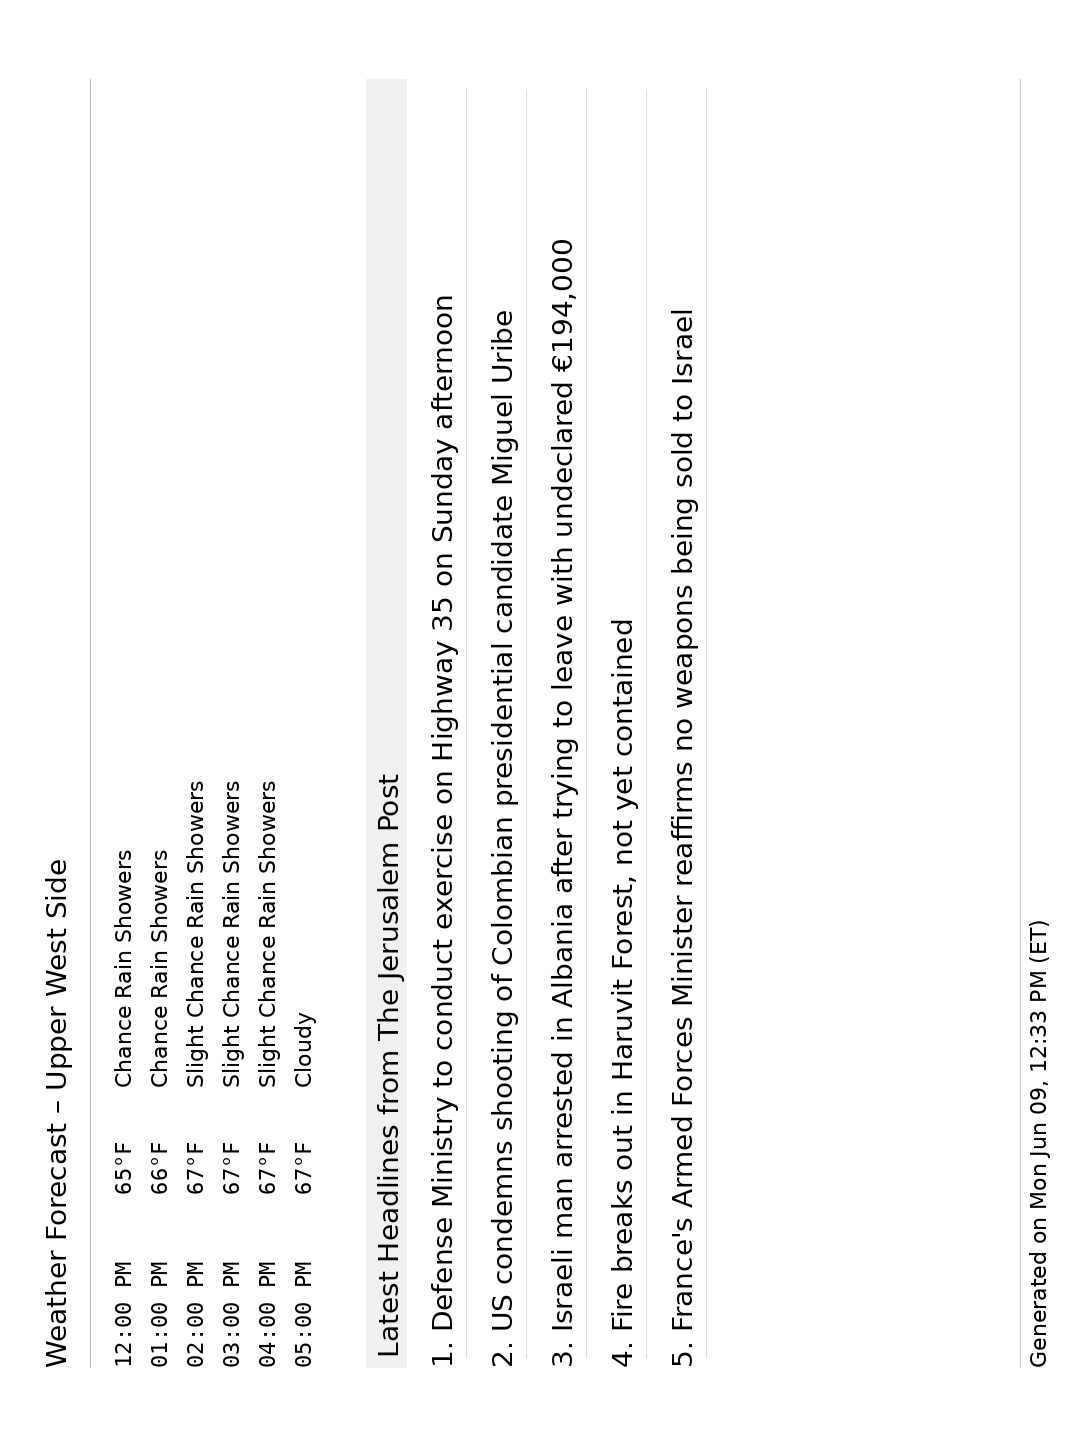 Weather Forecast – Upper West Side
12:00 PM 65°F Chance Rain Showers
01:00 PM 66°F Chance Rain Showers
02:00 PM 67°F Slight Chance Rain Showers
03:00 PM 67°F Slight Chance Rain Showers
04:00 PM 67°F Slight Chance Rain Showers
05:00 PM 67°F Cloudy
Latest Headlines from The Jerusalem Post
1. Defense Ministry to conduct exercise on Highway 35 on Sunday afternoon
2. US condemns shooting of Colombian presidential candidate Miguel Uribe
3. Israeli man arrested in Albania after trying to leave with undeclared €194,000
4. Fire breaks out in Haruvit Forest, not yet contained
5. France's Armed Forces Minister reaffirms no weapons being sold to Israel
Generated on Mon Jun 09, 12:33 PM (ET)